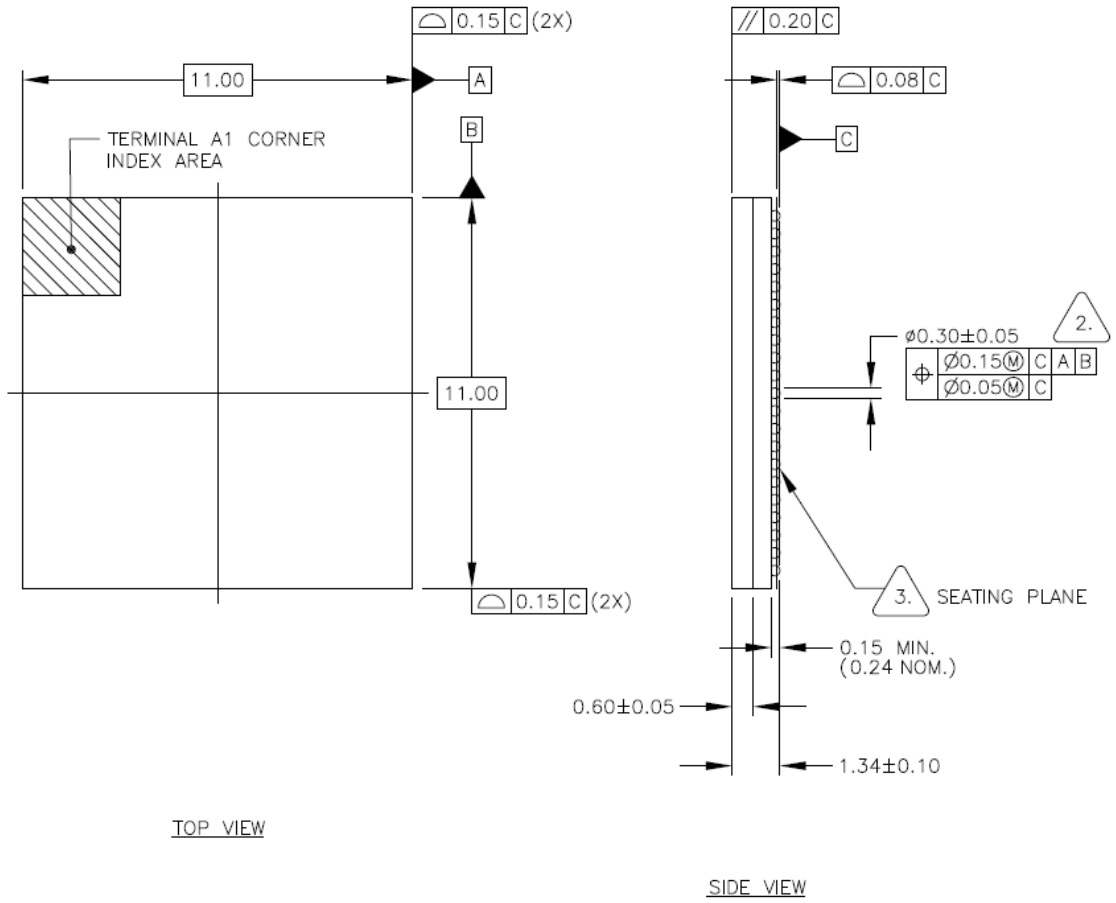 ⌓ 0.15 C (2X)
11.00
A
B
TERMINAL A1 CORNER
INDEX AREA
11.00
⌓ 0.15 C (2X)
TOP VIEW
// 0.20 C
⌓ 0.08 C
C
ø0.30±0.05
2.
⌖ Ø0.15Ⓜ C A B
Ø0.05Ⓜ C
3.
SEATING PLANE
0.15 MIN.
(0.24 NOM.)
0.60±0.05
1.34±0.10
SIDE VIEW